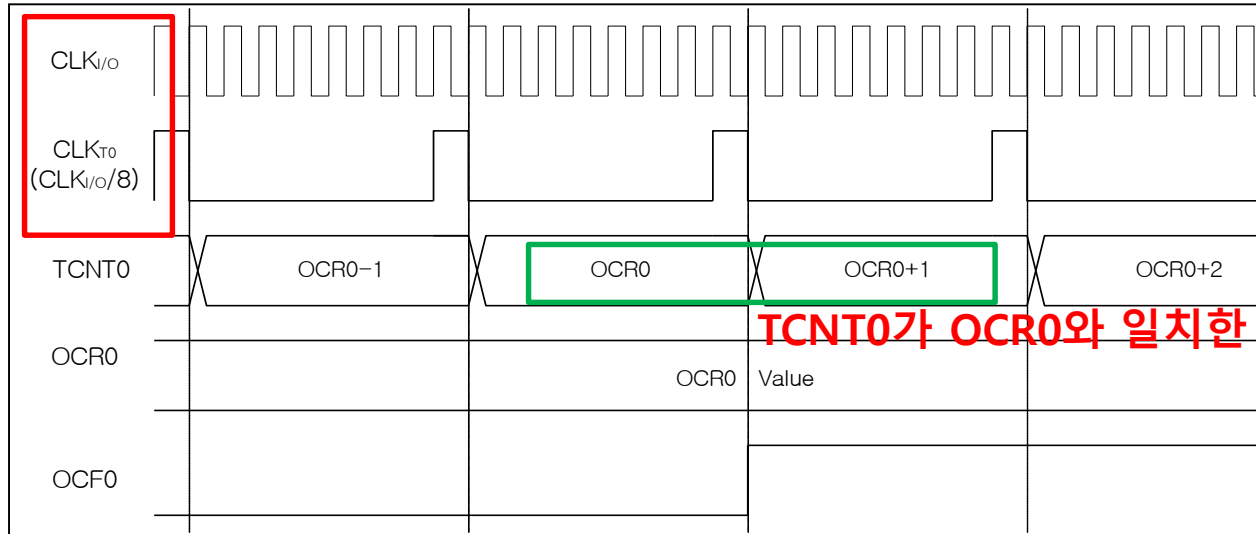 CLKI/O
CLKT0
(CLKI/O/8)
TCNT0 OCR0-1 OCR0 OCR0+1 OCR0+2
TCNT0가 OCR0와 일치한
OCR0
OCR0 Value
OCF0